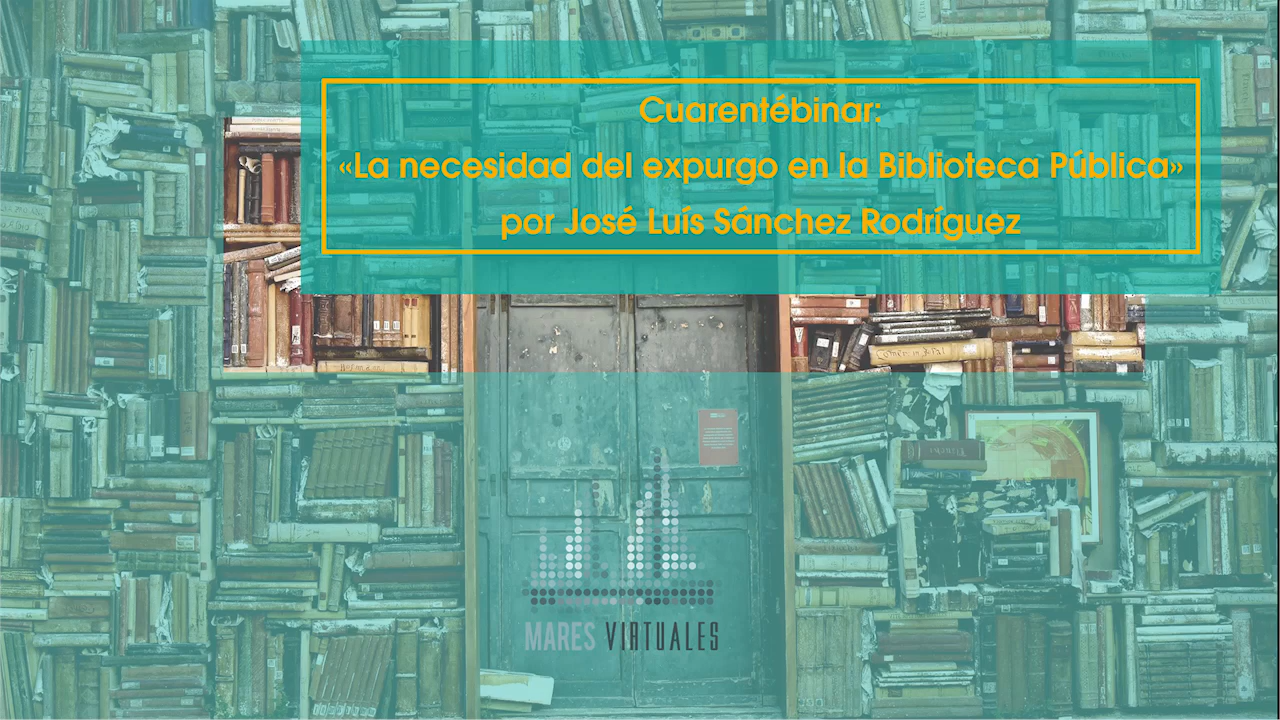 Cuarentébinar:
«La necesidad del expurgo en la Biblioteca Pública»
por José Luís Sánchez Rodríguez
MARES VIRTUALES